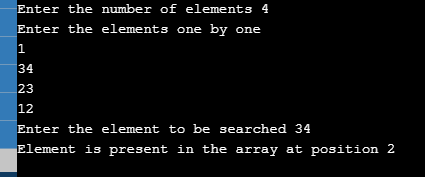 Enter the number of elements 4
Enter the elements one by one
1
34
23
12
Enter the element to be searched 34
Element is present in the array at position 2